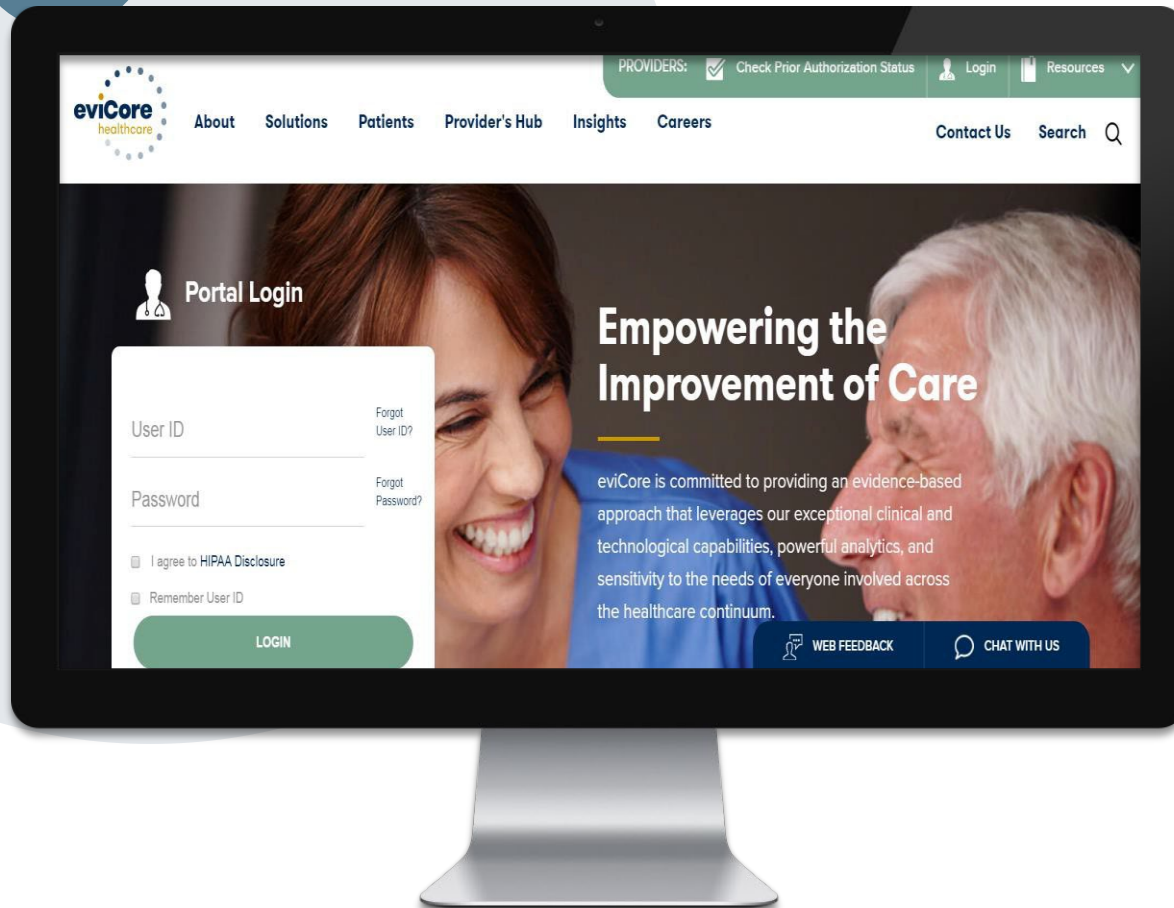 PROVIDERS: Check Prior Authorization Status Login Resources
eviCore
healthcare
About Solutions Patients Provider's Hub Insights Careers
Contact Us Search
Portal Login
User ID
Forgot
User ID?
Password
Forgot
Password?
I agree to HIPAA Disclosure
Remember User ID
LOGIN
Empowering the
Improvement of Care
eviCore is committed to providing an evidence-based
approach that leverages our exceptional clinical and
technological capabilities, powerful analytics, and
sensitivity to the needs of everyone involved across
the healthcare continuum.
WEB FEEDBACK CHAT WITH US